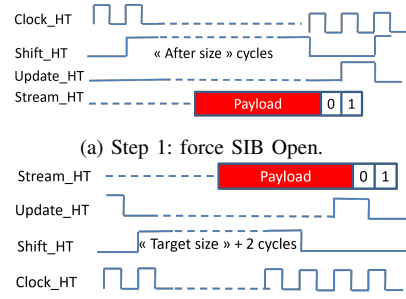 Clock_HT
Shift_HT « After size » cycles
Update_HT
Stream_HT Payload 0 1
(a) Step 1: force SIB Open.
Stream_HT Payload 0 1
Update_HT
Shift_HT « Target size » + 2 cycles
Clock_HT